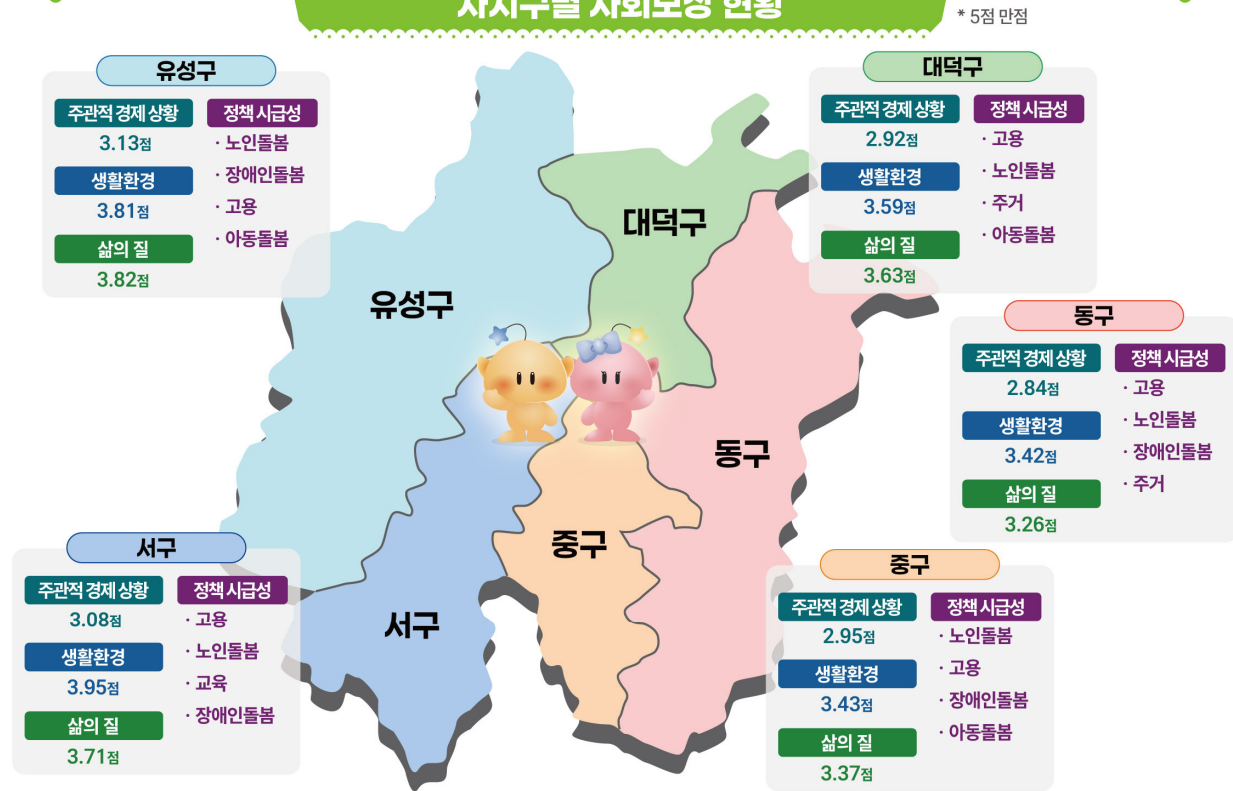 자치구별 사회보장 현황
* 5점 만점
유성구
주관적 경제 상황
3.13점
생활환경
3.81점
삶의 질
3.82점
정책 시급성
· 노인돌봄
· 장애인돌봄
· 고용
· 아동돌봄
대덕구
주관적 경제 상황
2.92점
생활환경
3.59점
삶의 질
3.63점
정책 시급성
· 고용
· 노인돌봄
· 주거
· 아동돌봄
대덕구
유성구
동구
주관적 경제 상황
2.84점
생활환경
3.42점
삶의 질
3.26점
정책 시급성
· 고용
· 노인돌봄
· 장애인돌봄
· 주거
동구
중구
서구
서구
주관적 경제 상황
3.08점
생활환경
3.95점
삶의 질
3.71점
정책 시급성
· 고용
· 노인돌봄
· 교육
· 장애인돌봄
중구
주관적 경제 상황
2.95점
생활환경
3.43점
삶의 질
3.37점
정책 시급성
· 노인돌봄
· 고용
· 장애인돌봄
· 아동돌봄